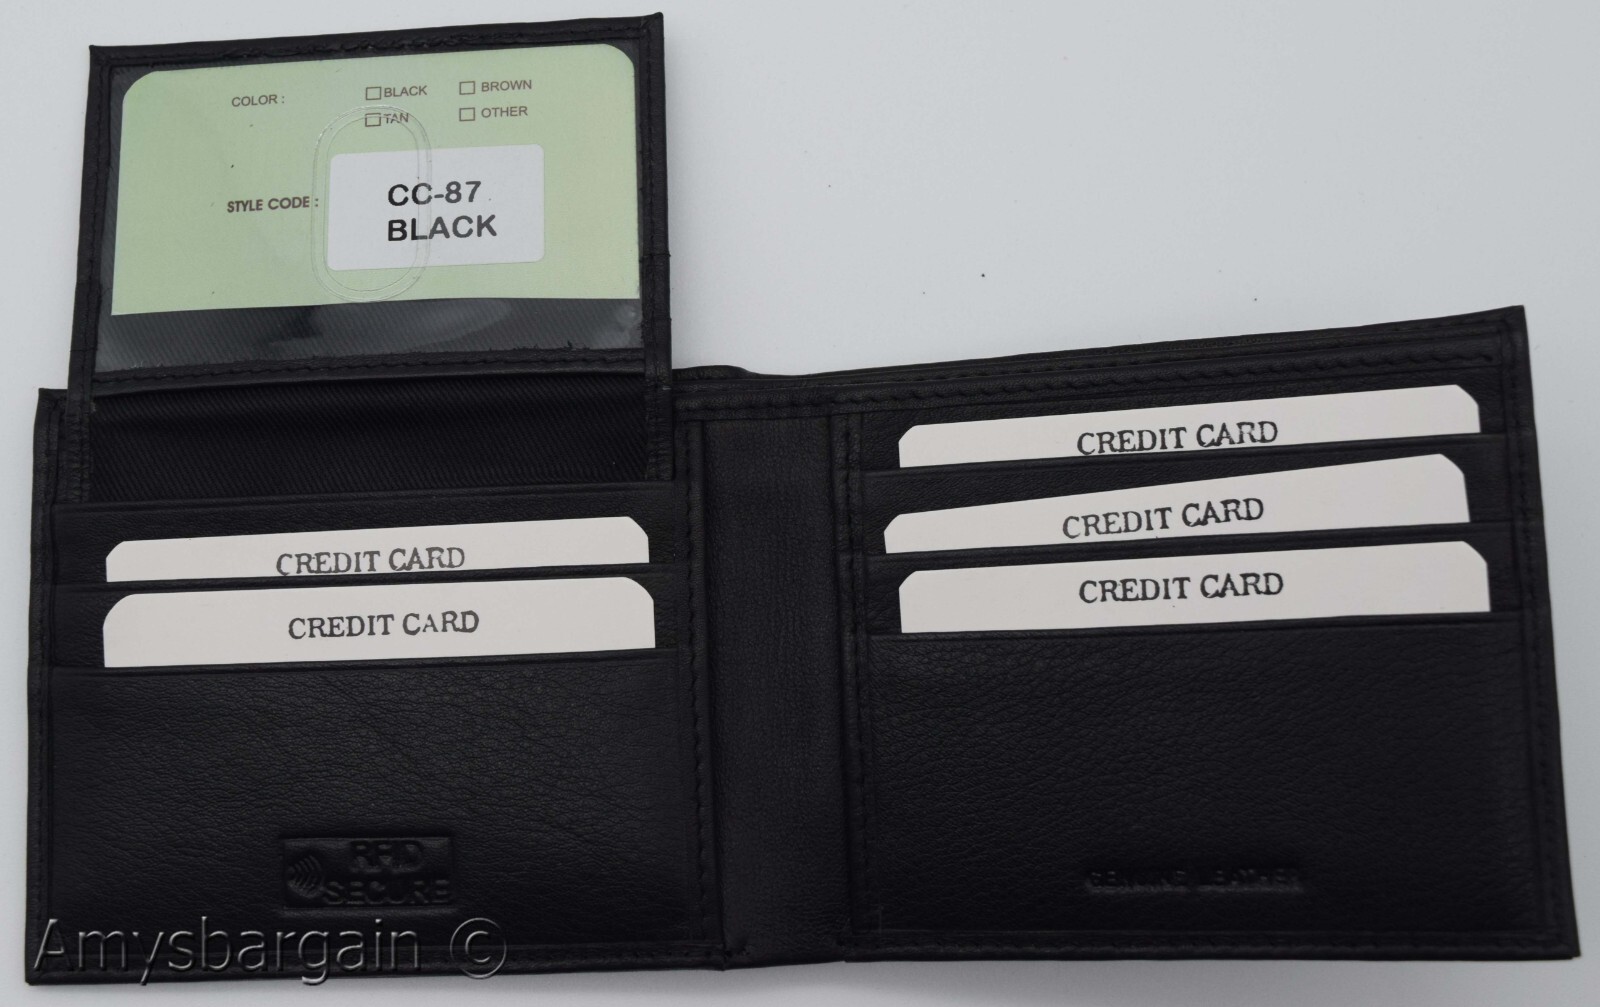 COLOR : BLACK BROWN
TAN OTHER
STYLE CODE : CC-87
BLACK
CREDIT CARD
CREDIT CARD
CREDIT CARD
CREDIT CARD
CREDIT CARD
RFID
SECURE
GENUINE LEATHER
Amysbargain ©